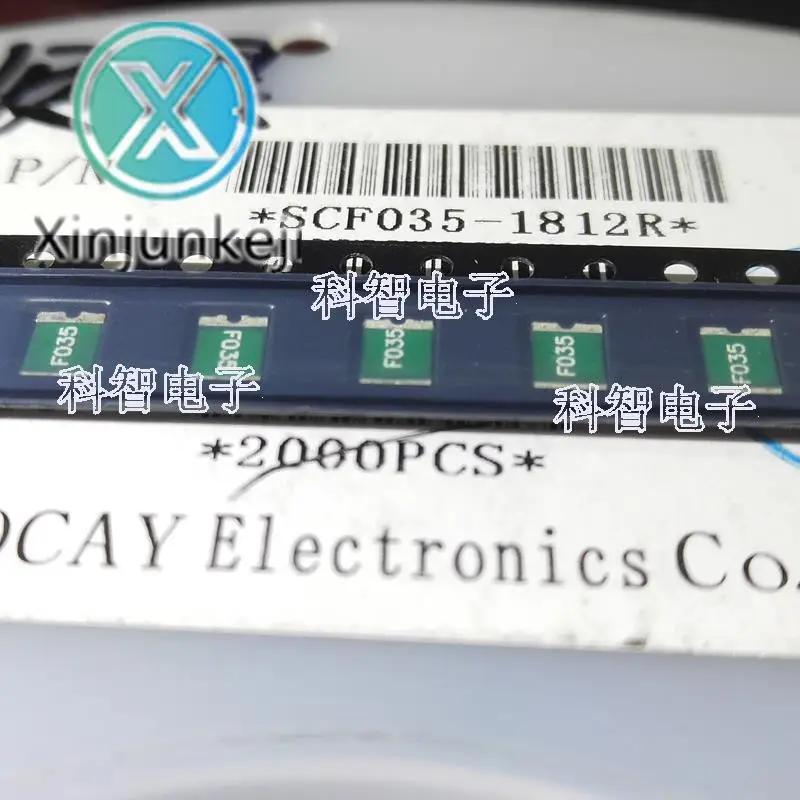 X
P/N
*SCF035-1812R*
Xinjunkeji
科智电子
F035 F035 F035 F035 F035
科智电子 科智电子
*2000PCS*
OCAY Electronics Co.